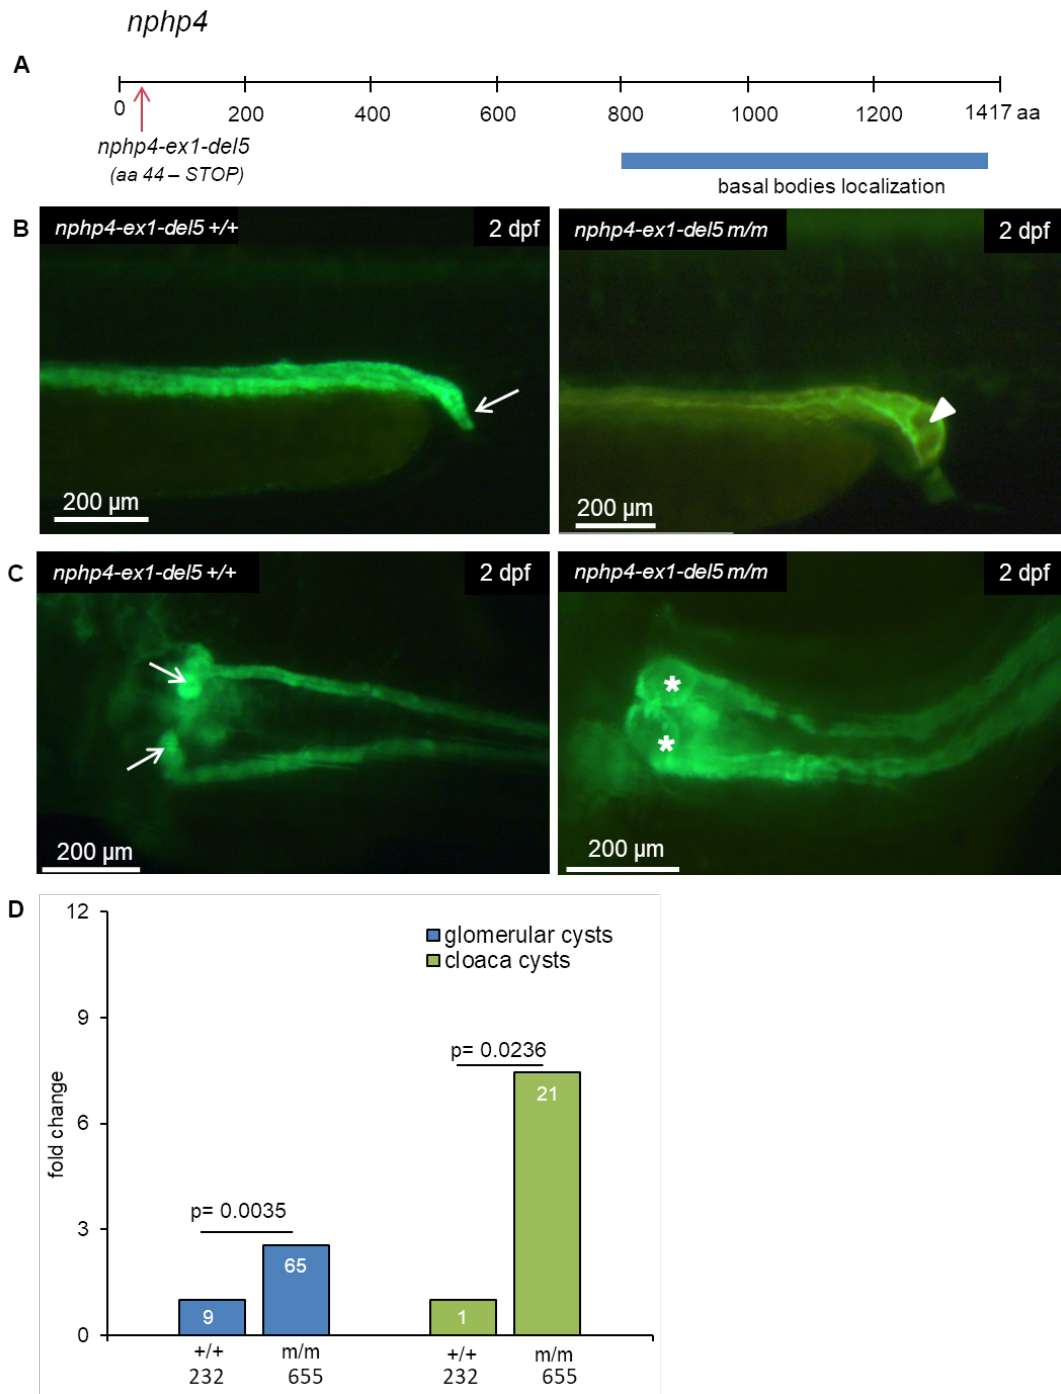 nphp4
A
0 200 400 600 800 1000 1200 1417 aa
nphp4-ex1-del5
(aa 44 – STOP)
basal bodies localization
B
nphp4-ex1-del5 +/+ 2 dpf
200 µm
nphp4-ex1-del5 m/m 2 dpf
200 µm
C
nphp4-ex1-del5 +/+ 2 dpf
200 µm
nphp4-ex1-del5 m/m 2 dpf
* 
*
200 µm
D
fold change
12
9
6
3
0
glomerular cysts
cloaca cysts
p= 0.0035
p= 0.0236
9 65 1 21
+/+ m/m +/+ m/m
232 655 232 655